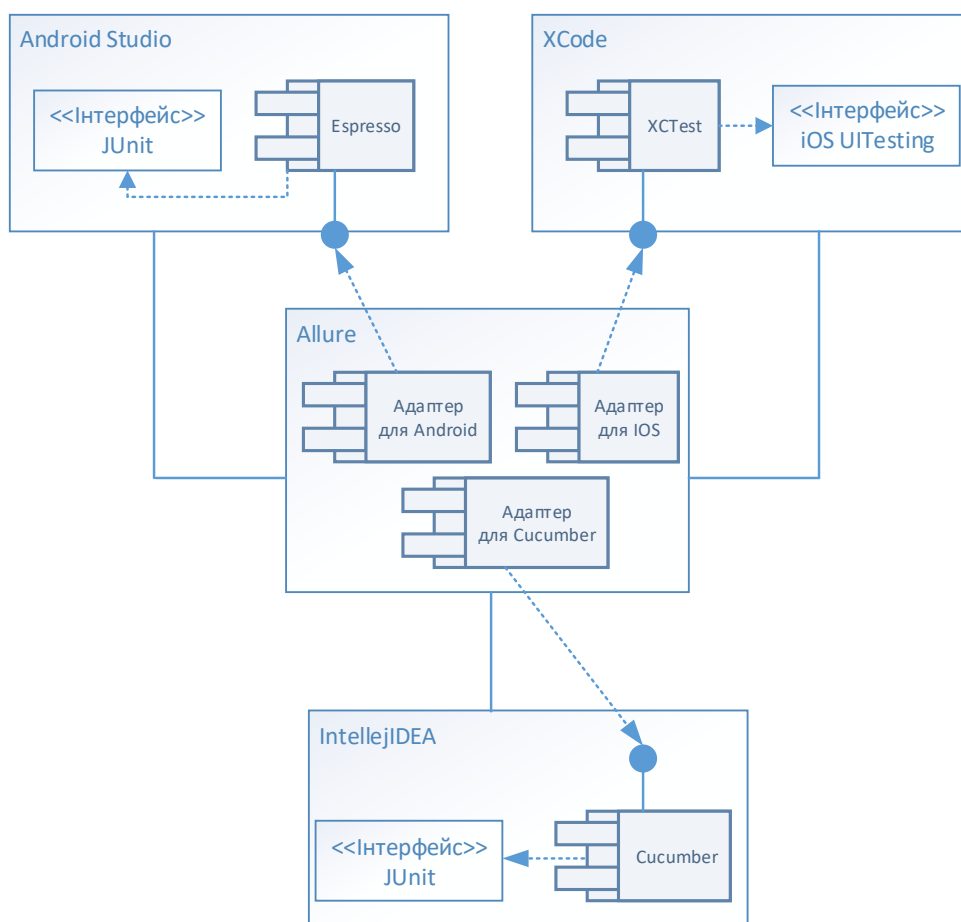 Android Studio
<<Інтерфейс>>
JUnit
Espresso
XCode
XCTest
<<Інтерфейс>>
iOS UITesting
Allure
Адаптер
для Android
Адаптер
для IOS
Адаптер
для Cucumber
IntellejIDEA
<<Інтерфейс>>
JUnit
Cucumber